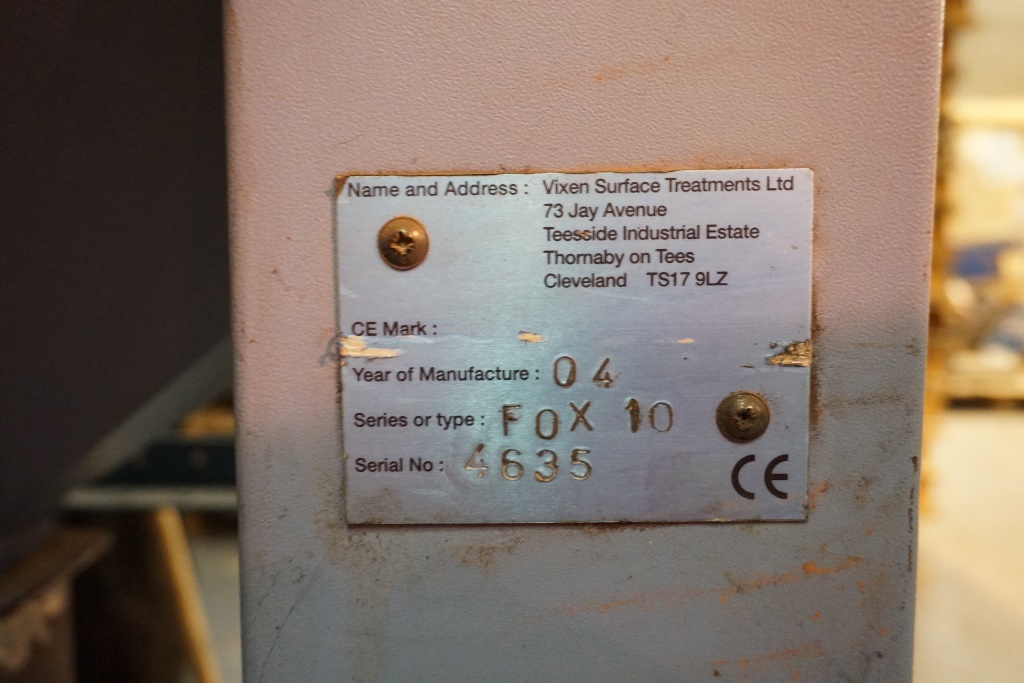 Name and Address : Vixen Surface Treatments Ltd
73 Jay Avenue
Teesside Industrial Estate
Thornaby on Tees
Cleveland TS17 9LZ
CE Mark :
Year of Manufacture : 04
Series or type : FOX 10
Serial No : 4635
CE